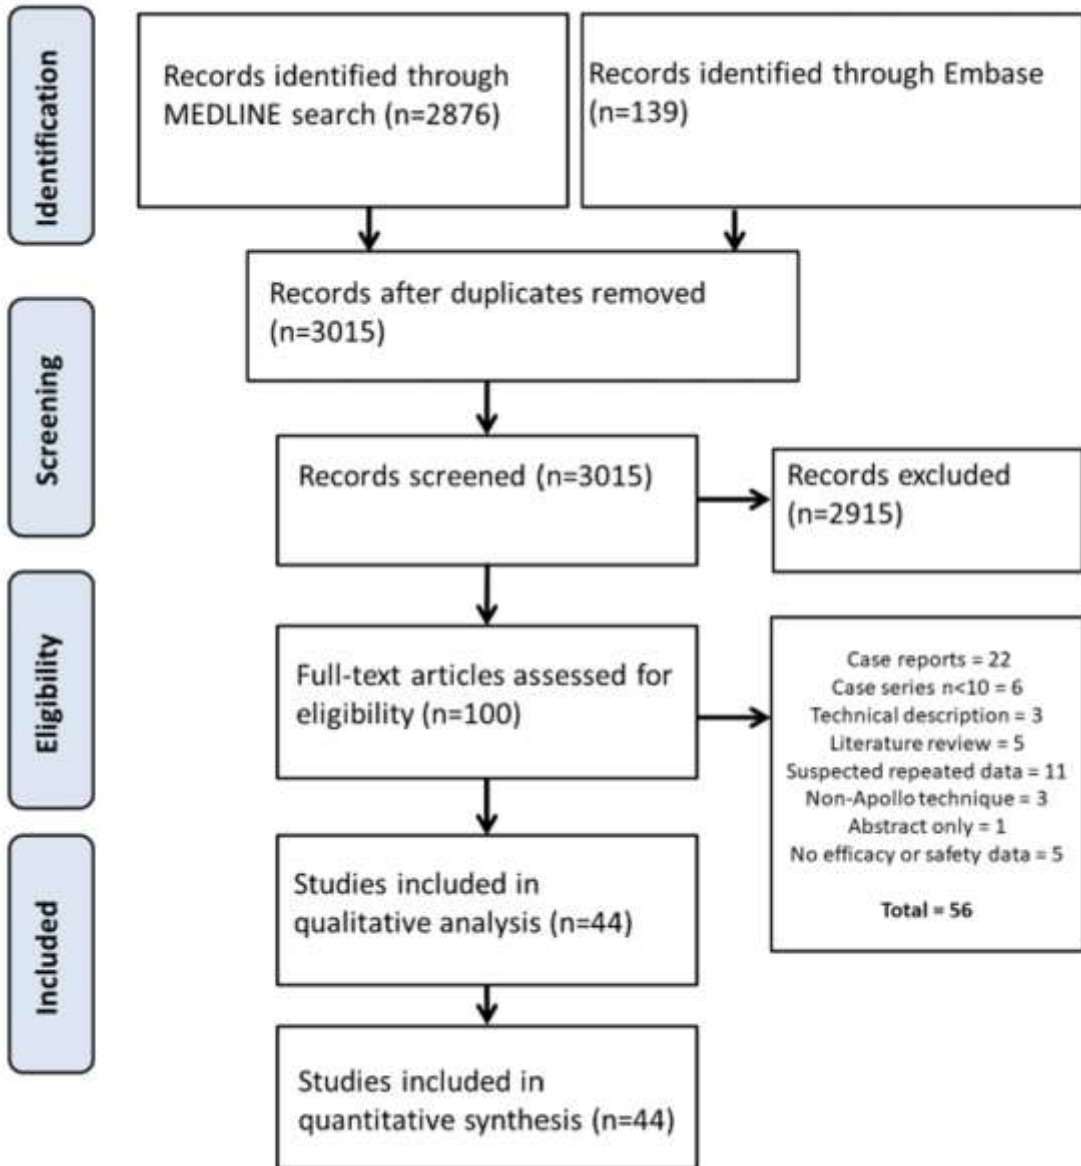 Identification
Records identified through
MEDLINE search (n=2876)
Records identified through Embase
(n=139)
Records after duplicates removed
(n=3015)
Screening
Records screened (n=3015)
Records excluded
(n=2915)
Eligibility
Full-text articles assessed for
eligibility (n=100)
Case reports = 22
Case series n<10 = 6
Technical description = 3
Literature review = 5
Suspected repeated data = 11
Non-Apollo technique = 3
Abstract only = 1
No efficacy or safety data = 5
Total = 56
Included
Studies included in
qualitative analysis (n=44)
Studies included in
quantitative synthesis (n=44)